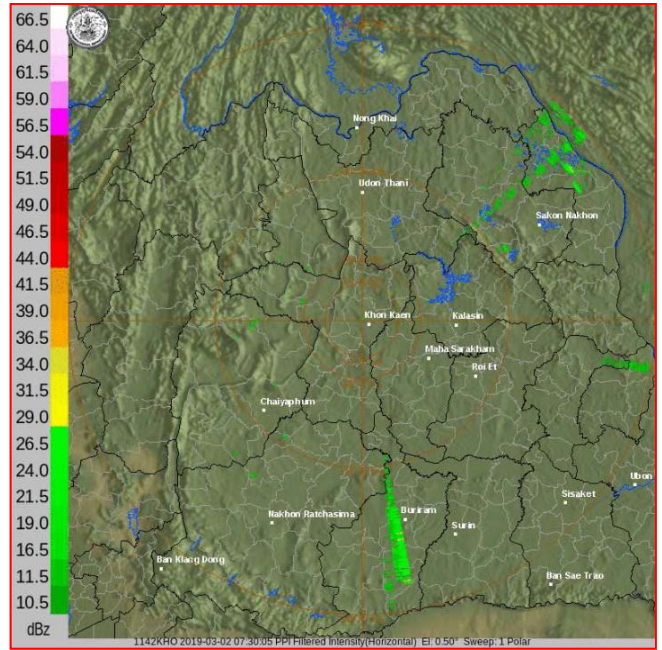 66.5
64.0
61.5
59.0
56.5
54.0
51.5
49.0
46.5
44.0
41.5
39.0
36.5
34.0
31.5
29.0
26.5
24.0
21.5
19.0
16.5
11.5
10.5
dBz
Nong Khai
Udon Thani
Sakon Nakhon
Khon Kaen
Kalasin
Maha Sarakham
Roi Et
Chaiyaphum
Ubon
Sisaket
Nakhon Ratchasima
Buriram
Surin
Ban Klang Dong
Ban Sae Trao
1142KHO 2019-03-02 07:30:05 PPI Filtered Intensity(Horizontal) El: 0.50° Sweep: 1 Polar